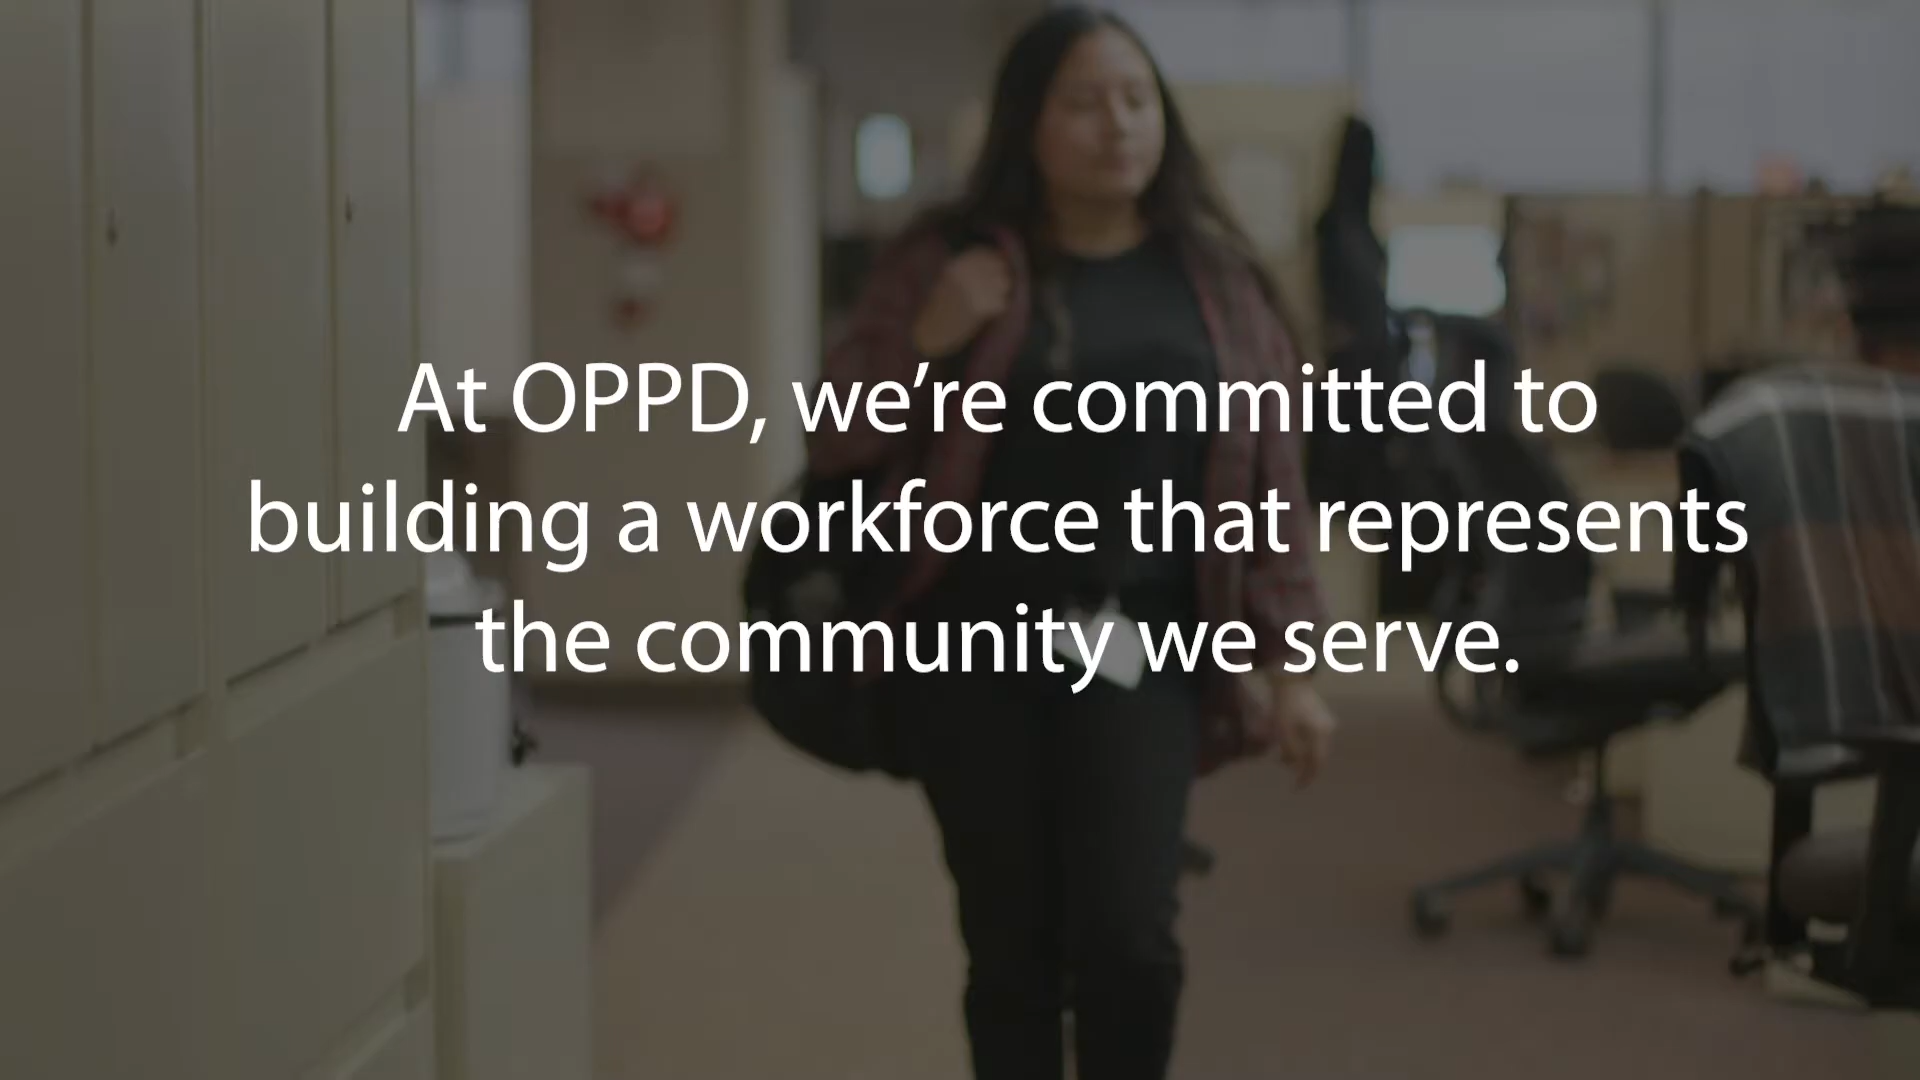 At OPPD, we’re committed to
building a workforce that represents
the community we serve.